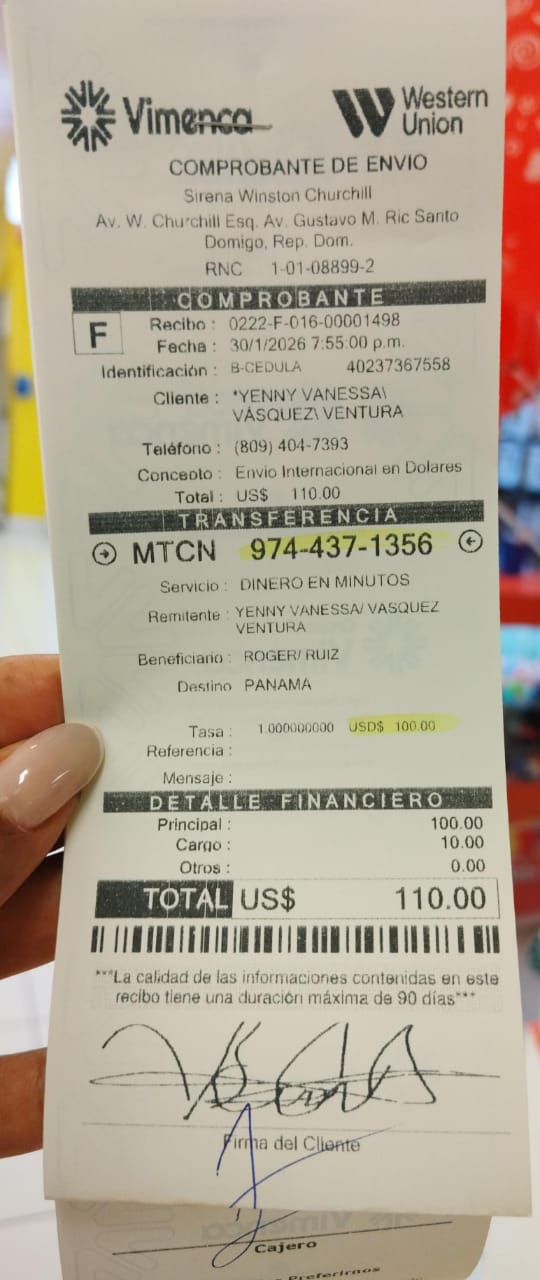 Vimenca
Western
Union
COMPROBANTE DE ENVIO
Sirena Winston Churchill
Av. W. Churchill Esq. Av. Gustavo M. Ric Santo
Domigo, Rep. Dom.
RNC 1-01-08899-2
COMPROBANTE
F
Recibo : 0222-F-016-00001498
Fecha : 30/1/2026 7:55:00 p.m.
Identificación : B-CEDULA 40237367558
Cliente : *YENNY VANESSA\
VÁSQUEZ\ VENTURA
Teléfono : (809) 404-7393
Concepto : Envio Internacional en Dolares
Total : US$ 110.00
TRANSFERENCIA
MTCN 974-437-1356
Servicio : DINERO EN MINUTOS
Remitente : YENNY VANESSA/ VASQUEZ
VENTURA
Beneficiario : ROGER/ RUIZ
Destino PANAMA
Tasa : 1.000000000 USD$ 100.00
Referencia :
Mensaje :
DETALLE FINANCIERO
Principal : 100.00
Cargo : 10.00
Otros : 0.00
TOTAL US$ 110.00
***La calidad de las informaciones contenidas en este
recibo tiene una duración máxima de 90 días***
Firma del Cliente
Cajero
Preferirnos